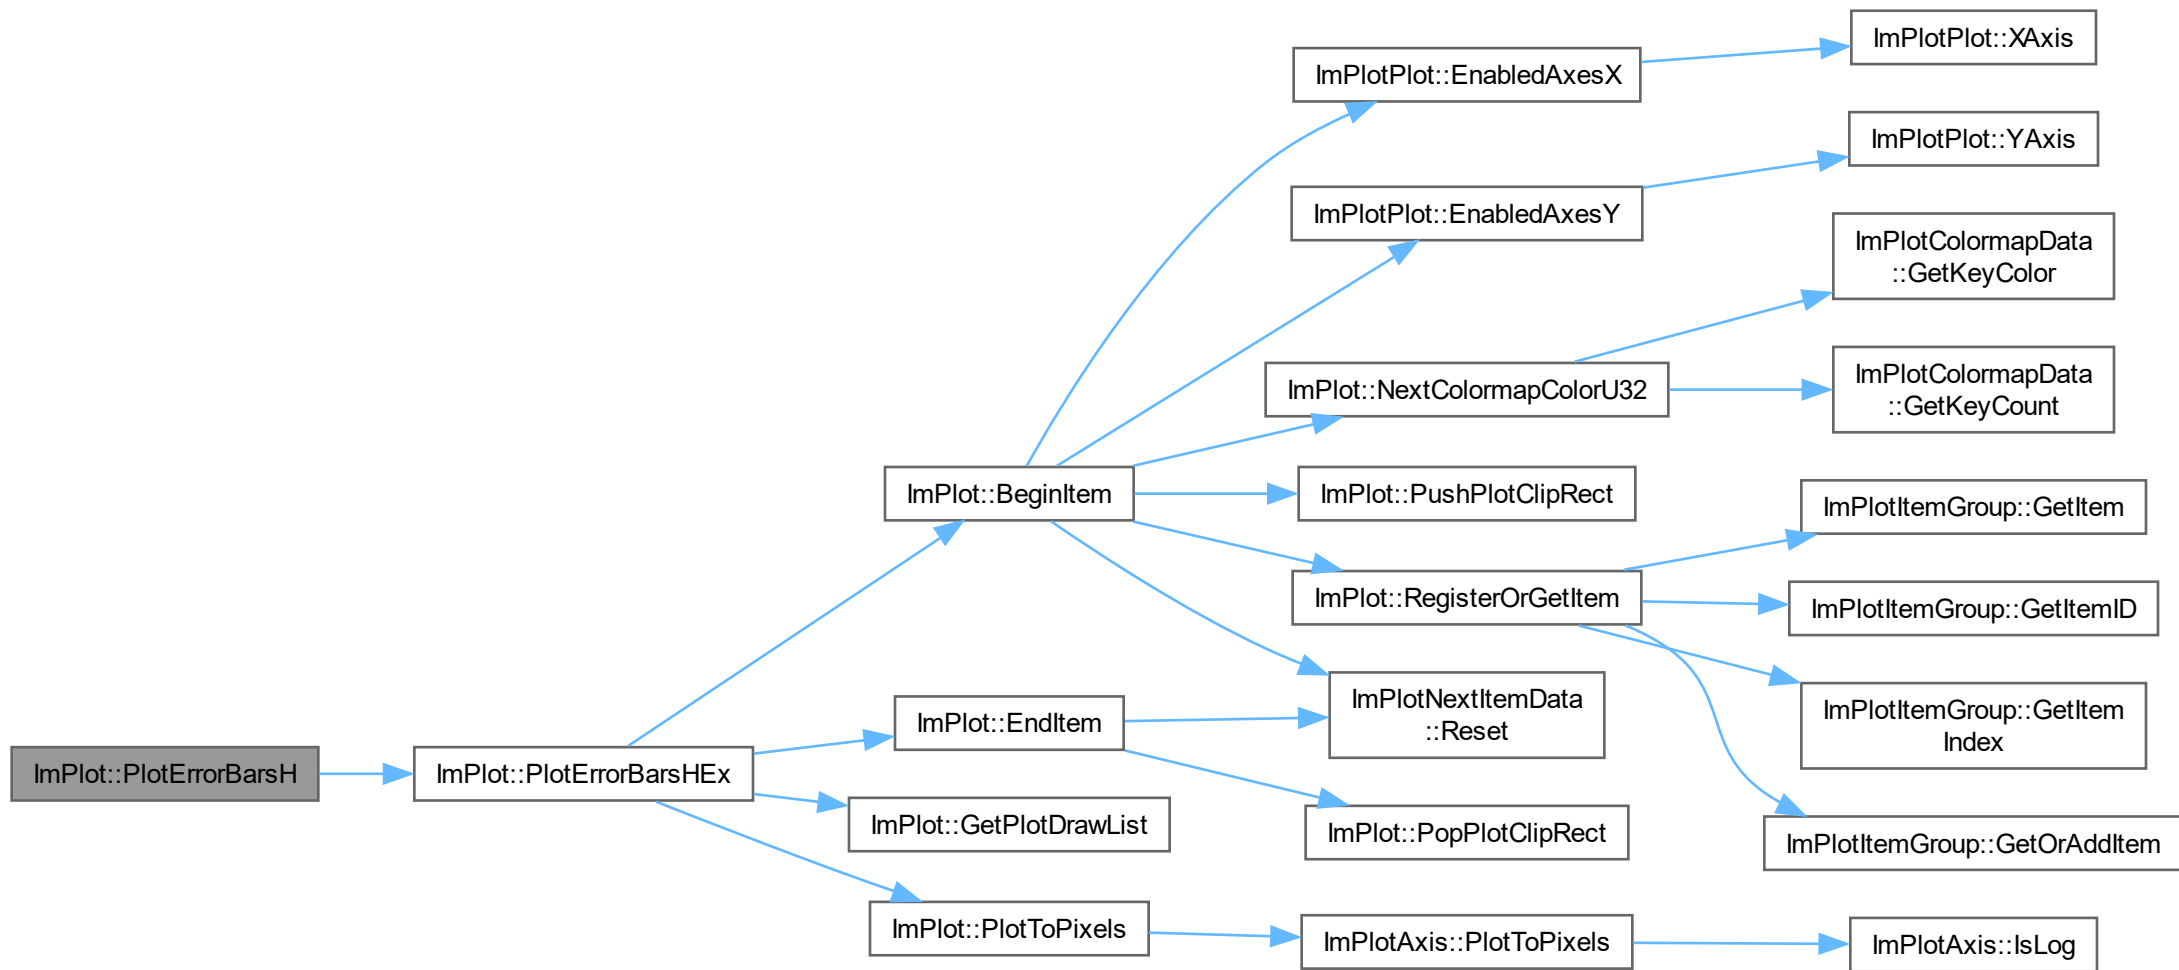 ImPlot::PlotErrorBarsH
ImPlot::PlotErrorBarsHEx
ImPlot::BeginItem
ImPlot::EndItem
ImPlot::GetPlotDrawList
ImPlot::PlotToPixels
ImPlotPlot::EnabledAxesX
ImPlotPlot::EnabledAxesY
ImPlot::NextColormapColorU32
ImPlot::PushPlotClipRect
ImPlot::RegisterOrGetItem
ImPlotNextItemData
::Reset
ImPlot::PopPlotClipRect
ImPlotAxis::PlotToPixels
ImPlotPlot::XAxis
ImPlotPlot::YAxis
ImPlotColormapData
::GetKeyColor
ImPlotColormapData
::GetKeyCount
ImPlotItemGroup::GetItem
ImPlotItemGroup::GetItemID
ImPlotItemGroup::GetItem
Index
ImPlotItemGroup::GetOrAddItem
ImPlotAxis::IsLog